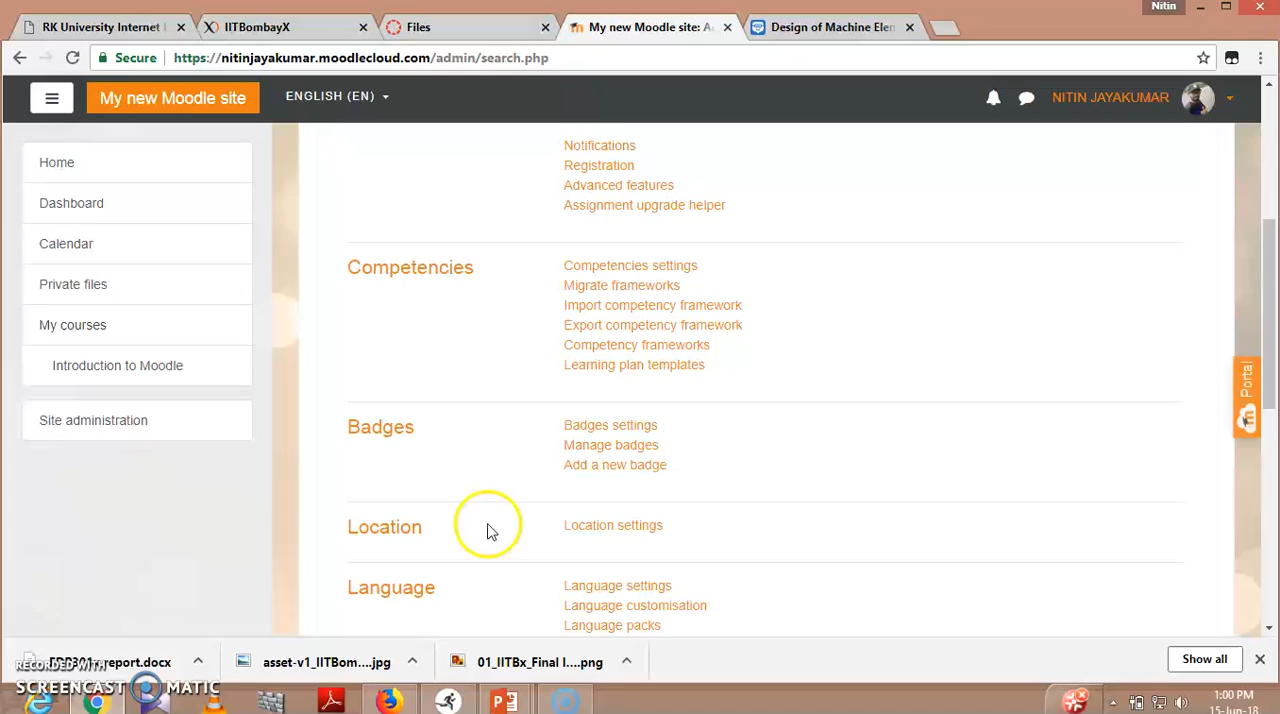 Nitin
RK University Internet
IITBombayX
Files
My new Moodle site: A
Design of Machine Elen
Secure
https://nitinjayakumar.moodlecloud.com/admin/search.php
My new Moodle site
ENGLISH (EN)
NITIN JAYAKUMAR
Home
Dashboard
Calendar
Private files
My courses
Introduction to Moodle
Site administration
Notifications
Registration
Advanced features
Assignment upgrade helper
Competencies
Competencies settings
Migrate frameworks
Import competency framework
Export competency framework
Competency frameworks
Learning plan templates
Badges
Badges settings
Manage badges
Add a new badge
Location
Location settings
Language
Language settings
Language customisation
Language packs
Portal
report.docx
asset-v1_IITBom....jpg
01_IITBx_Final I....png
Show all
RECORDED WITH
SCREENCAST MATIC
1:00 PM
15-Jun-18